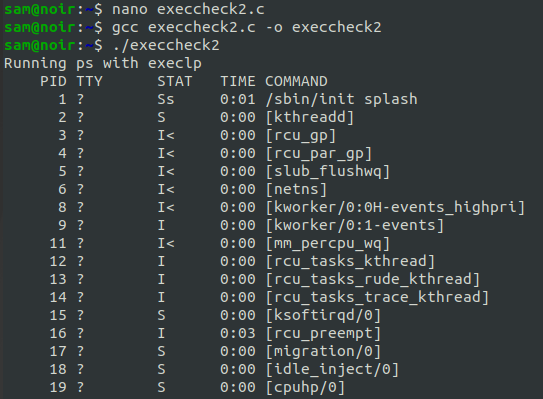 sam@noir:~$ nano execcheck2.c
sam@noir:~$ gcc execcheck2.c -o execcheck2
sam@noir:~$ ./execcheck2
Running ps with execlp
    PID TTY      STAT   TIME COMMAND
      1 ?        Ss     0:01 /sbin/init splash
      2 ?        S      0:00 [kthreadd]
      3 ?        I<     0:00 [rcu_gp]
      4 ?        I<     0:00 [rcu_par_gp]
      5 ?        I<     0:00 [slub_flushwq]
      6 ?        I<     0:00 [netns]
      8 ?        I<     0:00 [kworker/0:0H-events_highpri]
      9 ?        I      0:00 [kworker/0:1-events]
     11 ?        I<     0:00 [mm_percpu_wq]
     12 ?        I      0:00 [rcu_tasks_kthread]
     13 ?        I      0:00 [rcu_tasks_rude_kthread]
     14 ?        I      0:00 [rcu_tasks_trace_kthread]
     15 ?        S      0:00 [ksoftirqd/0]
     16 ?        I      0:03 [rcu_preempt]
     17 ?        S      0:00 [migration/0]
     18 ?        S      0:00 [idle_inject/0]
     19 ?        S      0:00 [cpuhp/0]